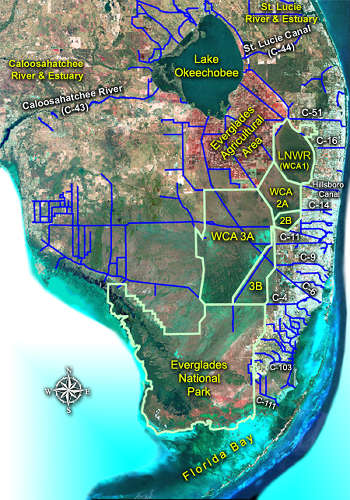 St. Lucie
River & Estuary
Lake
Okeechobee
St. Lucie Canal
(C-44)
Caloosahatchee
River & Estuary
Caloosahatchee River
(C-43)
C-51
Everglades
Agricultural
Area
C-16
LNWR
(WCA1)
Hillsboro
Canal
WCA
2A
C-14
2B
WCA 3A
C-11
C-9
3B
C-6
C-4
Everglades
National
Park
C-103
C-111
N
W
E
S
Florida Bay